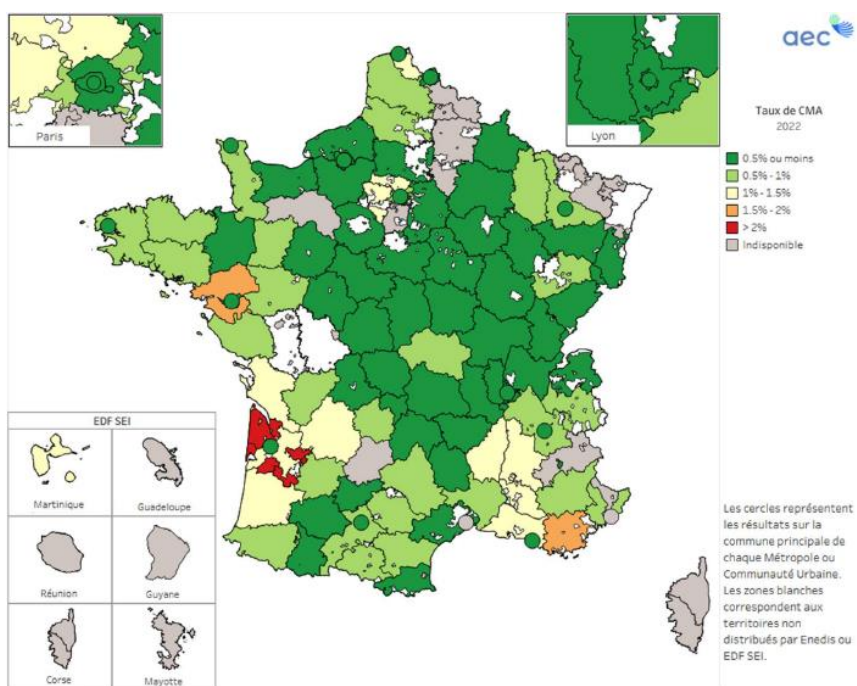 Paris
Lyon
aec
Taux de CMA
2022
0.5% ou moins
0.5% - 1%
1% - 1.5%
1.5% - 2%
> 2%
Indisponible
EDF SEI
Martinique
Guadeloupe
Réunion
Guyane
Corse
Mayotte
Les cercles représentent
les résultats sur la
commune principale de
chaque Métropole ou
Communauté Urbaine.
Les zones blanches
correspondent aux
territoires non
distribués par Enedis ou
EDF SEI.